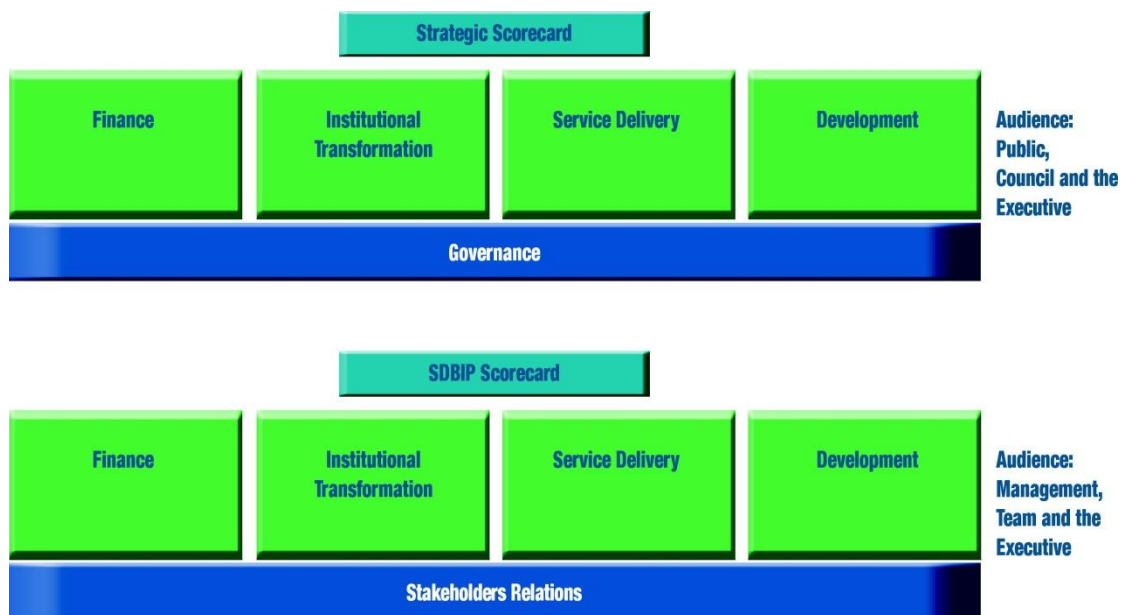 Strategic Scorecard
Finance
Institutional
Transformation
Service Delivery
Development
Audience:
Public,
Council and the
Executive
Governance
SDBIP Scorecard
Finance
Institutional
Transformation
Service Delivery
Development
Audience:
Management,
Team and the
Executive
Stakeholders Relations